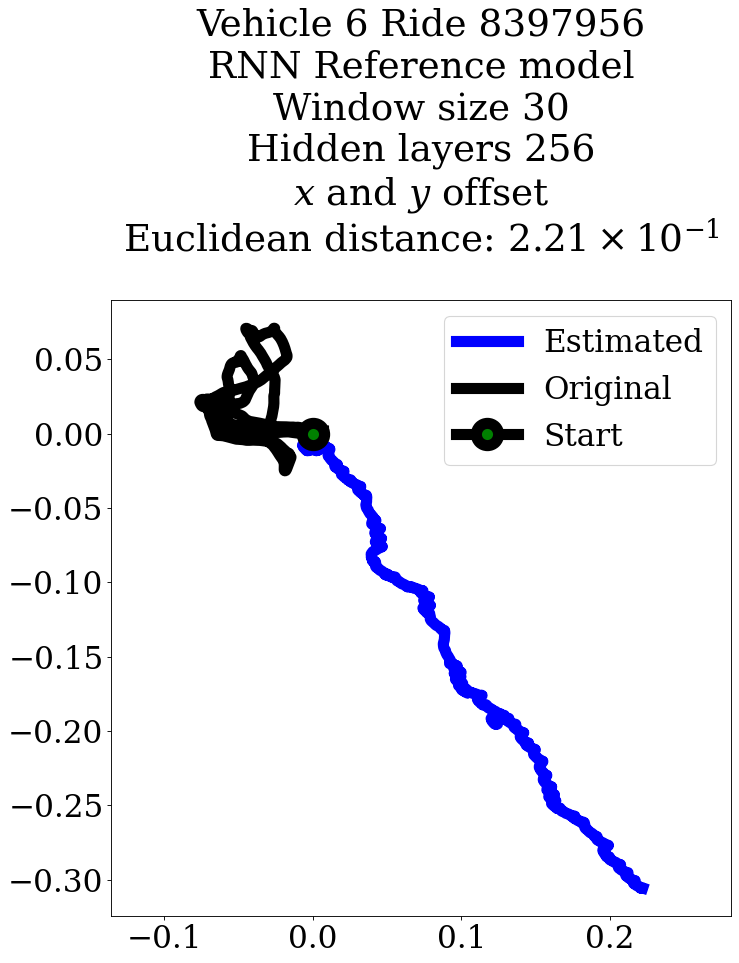 Vehicle 6 Ride 8397956
RNN Reference model
Window size 30
Hidden layers 256
x and y offset
Euclidean distance: 2.21 × 10⁻¹
Estimated
Original
Start
0.05
0.00
−0.05
−0.10
−0.15
−0.20
−0.25
−0.30
−0.1 0.0 0.1 0.2